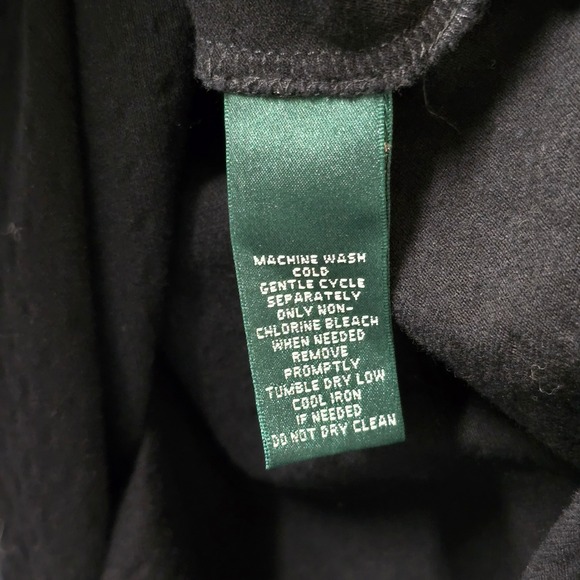 MACHINE WASH
COLD
GENTLE CYCLE
SEPARATELY
ONLY NON-
CHLORINE BLEACH
WHEN NEEDED
REMOVE
PROMPTLY
TUMBLE DRY LOW
COOL IRON
IF NEEDED
DO NOT DRY CLEAN